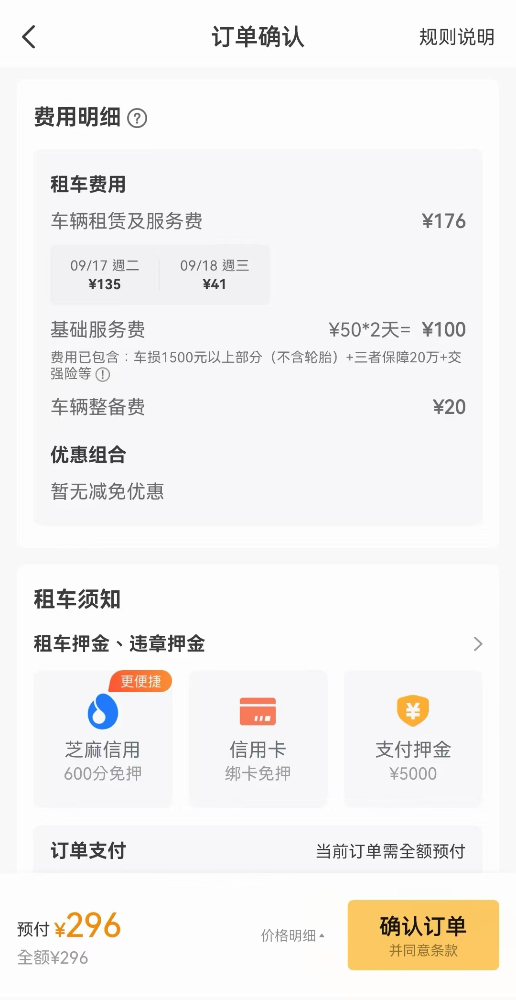 订单确认
规则说明
费用明细
租车费用
车辆租赁及服务费 ¥176
09/17 週二 09/18 週三
¥135 ¥41
基础服务费 ¥50*2天= ¥100
费用已包含：车损1500元以上部分（不含轮胎）+三者保障20万+交
强险等
车辆整备费 ¥20
优惠组合
暂无减免优惠
租车须知
租车押金、违章押金
更便捷
芝麻信用 信用卡 支付押金
600分免押 绑卡免押 ¥5000
订单支付 当前订单需全额预付
预付 ¥296
全额¥296
价格明细
确认订单
并同意条款